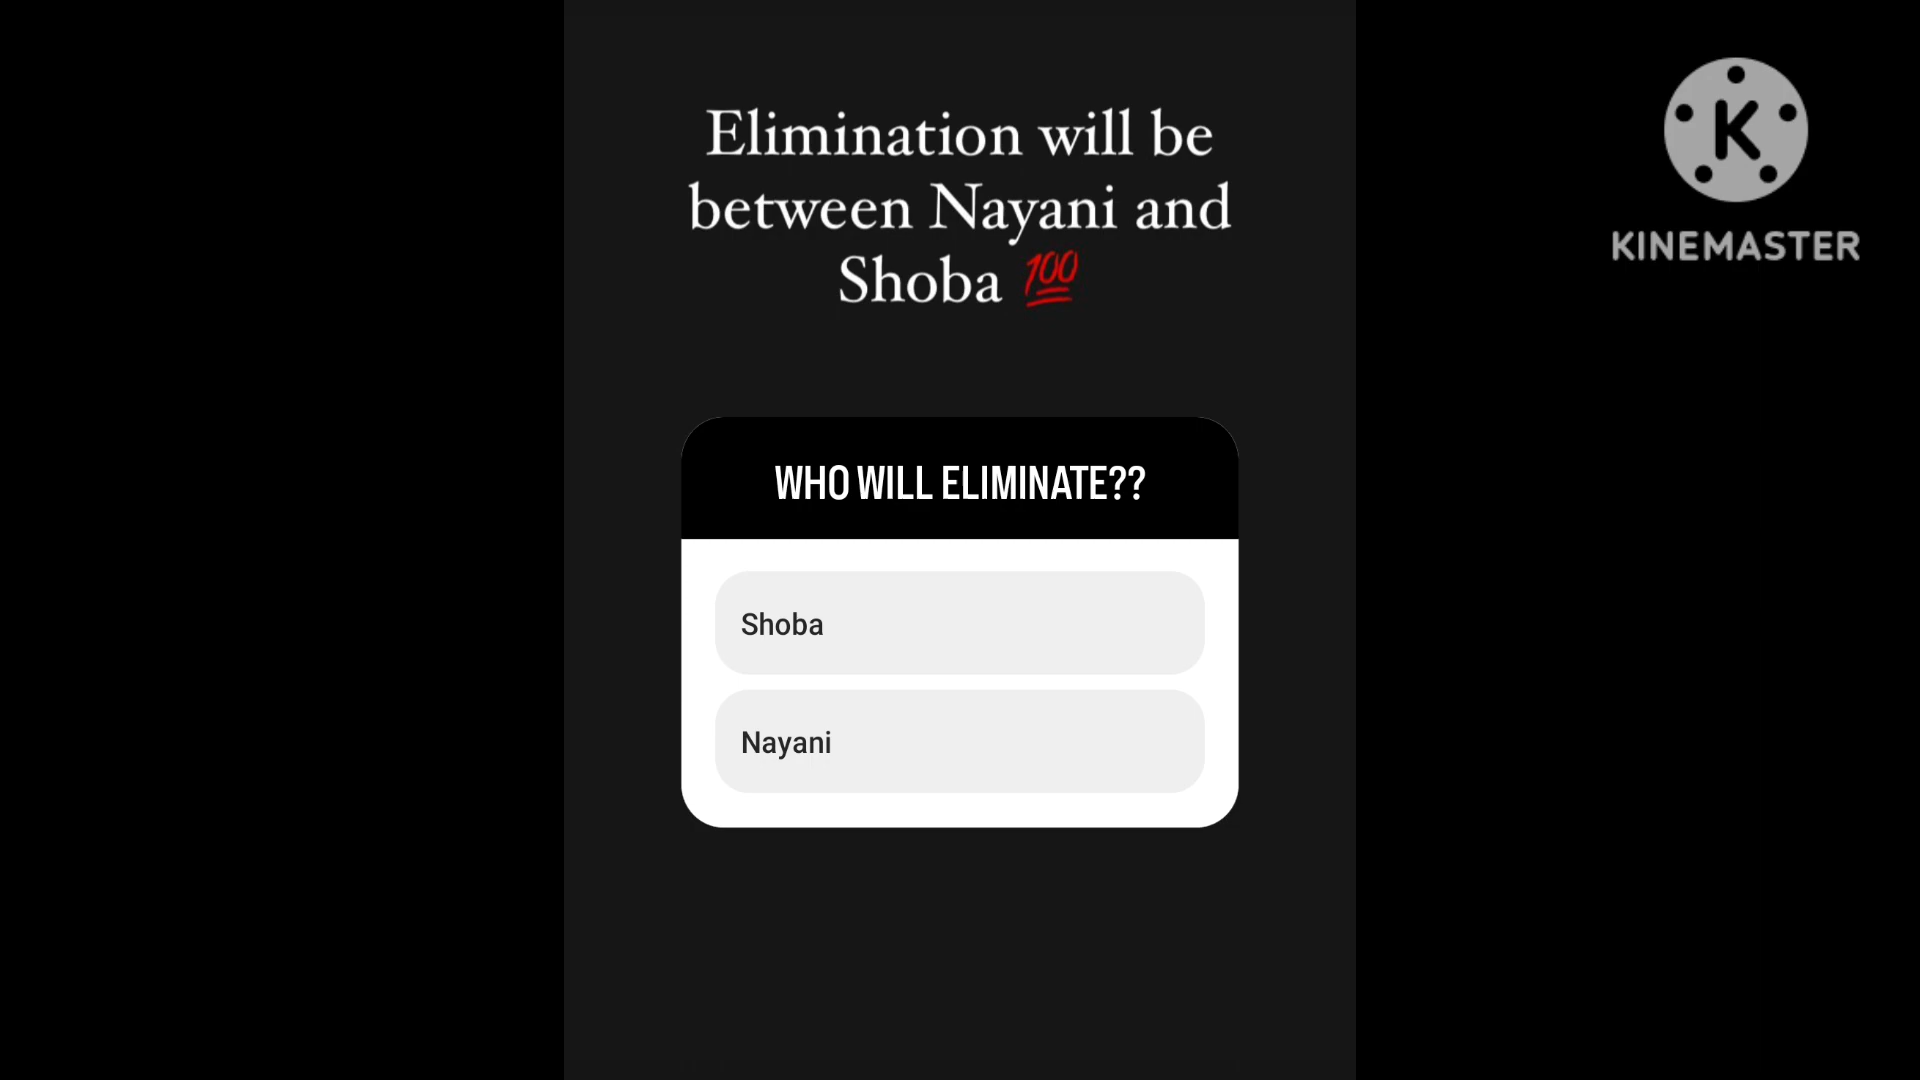 Elimination will be
between Nayani and
Shoba 💯
KINEMASTER
WHO WILL ELIMINATE??
Shoba
Nayani